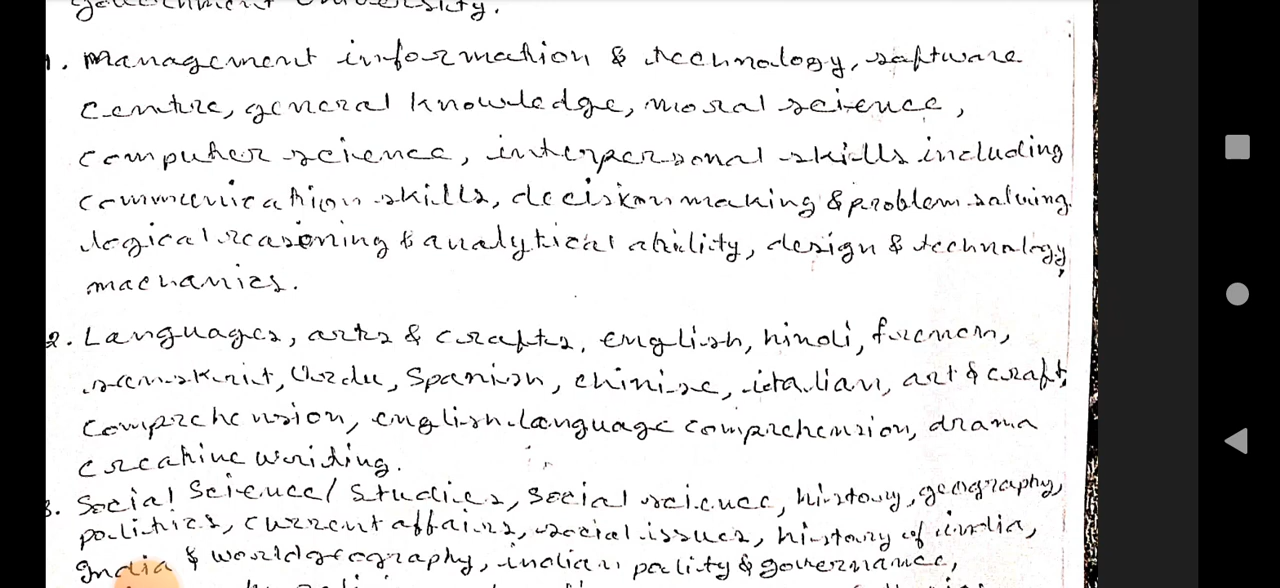 government university.
1. Management information & technology, software
centre, general knowledge, moral science,
computer science, interpersonal skills including
communication skills, decision making & problem solving.
logical reasoning & analytical ability, design & technology,
mechanics.
2. Languages, arts & crafts, english, hindi,
sanskrit, Urdu, Spanish, chinise, italian, art & craft,
comprehension, english language comprehension, drama
creative writing.
3. Social Science/Studies, social science, history, geography,
politics, current affairs, social issues, history of india,
India & world geography, indian polity & governance,